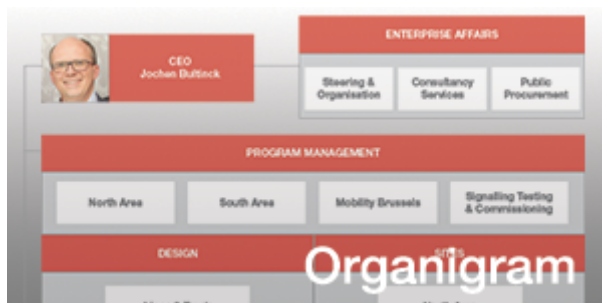 ENTERPRISE AFFAIRS
CEO
Jochen Bultinck
Steering &
Organisation
Consultancy
Services
Public
Procurement
PROGRAM MANAGEMENT
North Area
South Area
Mobility Brussels
Signalling Testing
& Commissioning
DESIGN
SITES
Organigram